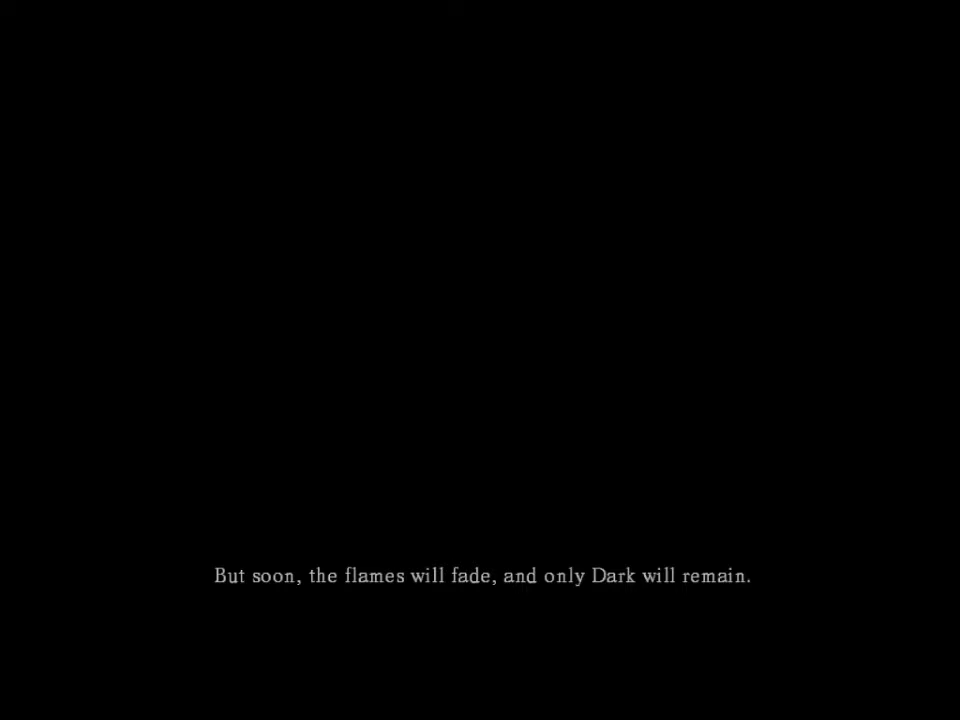 But soon, the flames will fade, and only Dark will remain.